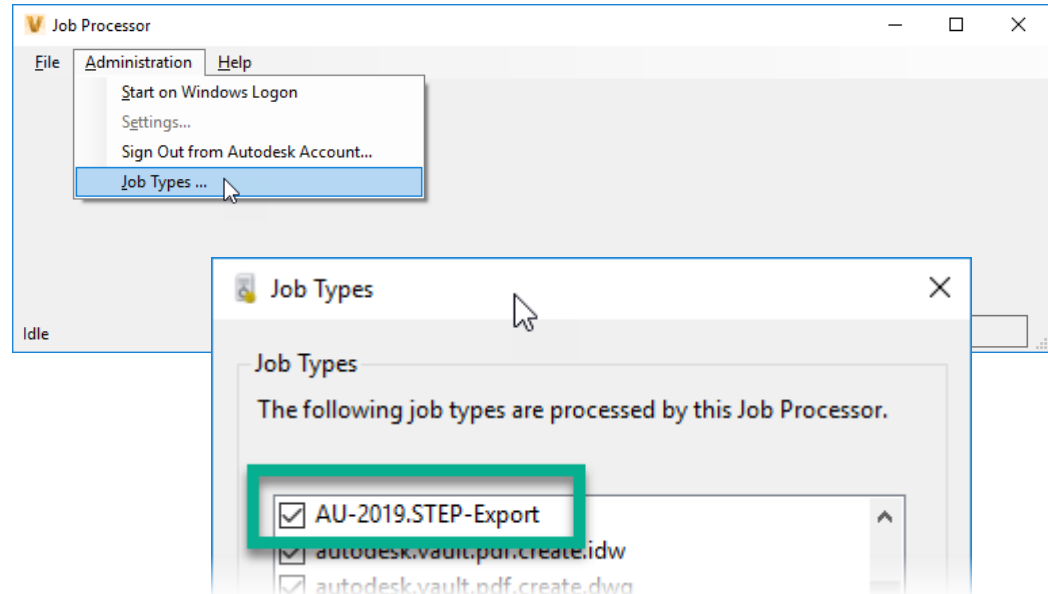 Job Processor
File Administration Help
Start on Windows Logon
Settings...
Sign Out from Autodesk Account...
Job Types ...
Idle
Job Types
Job Types
The following job types are processed by this Job Processor.
AU-2019.STEP-Export
autodesk.vault.pdf.create.idw
autodesk.vault.pdf.create.dwg